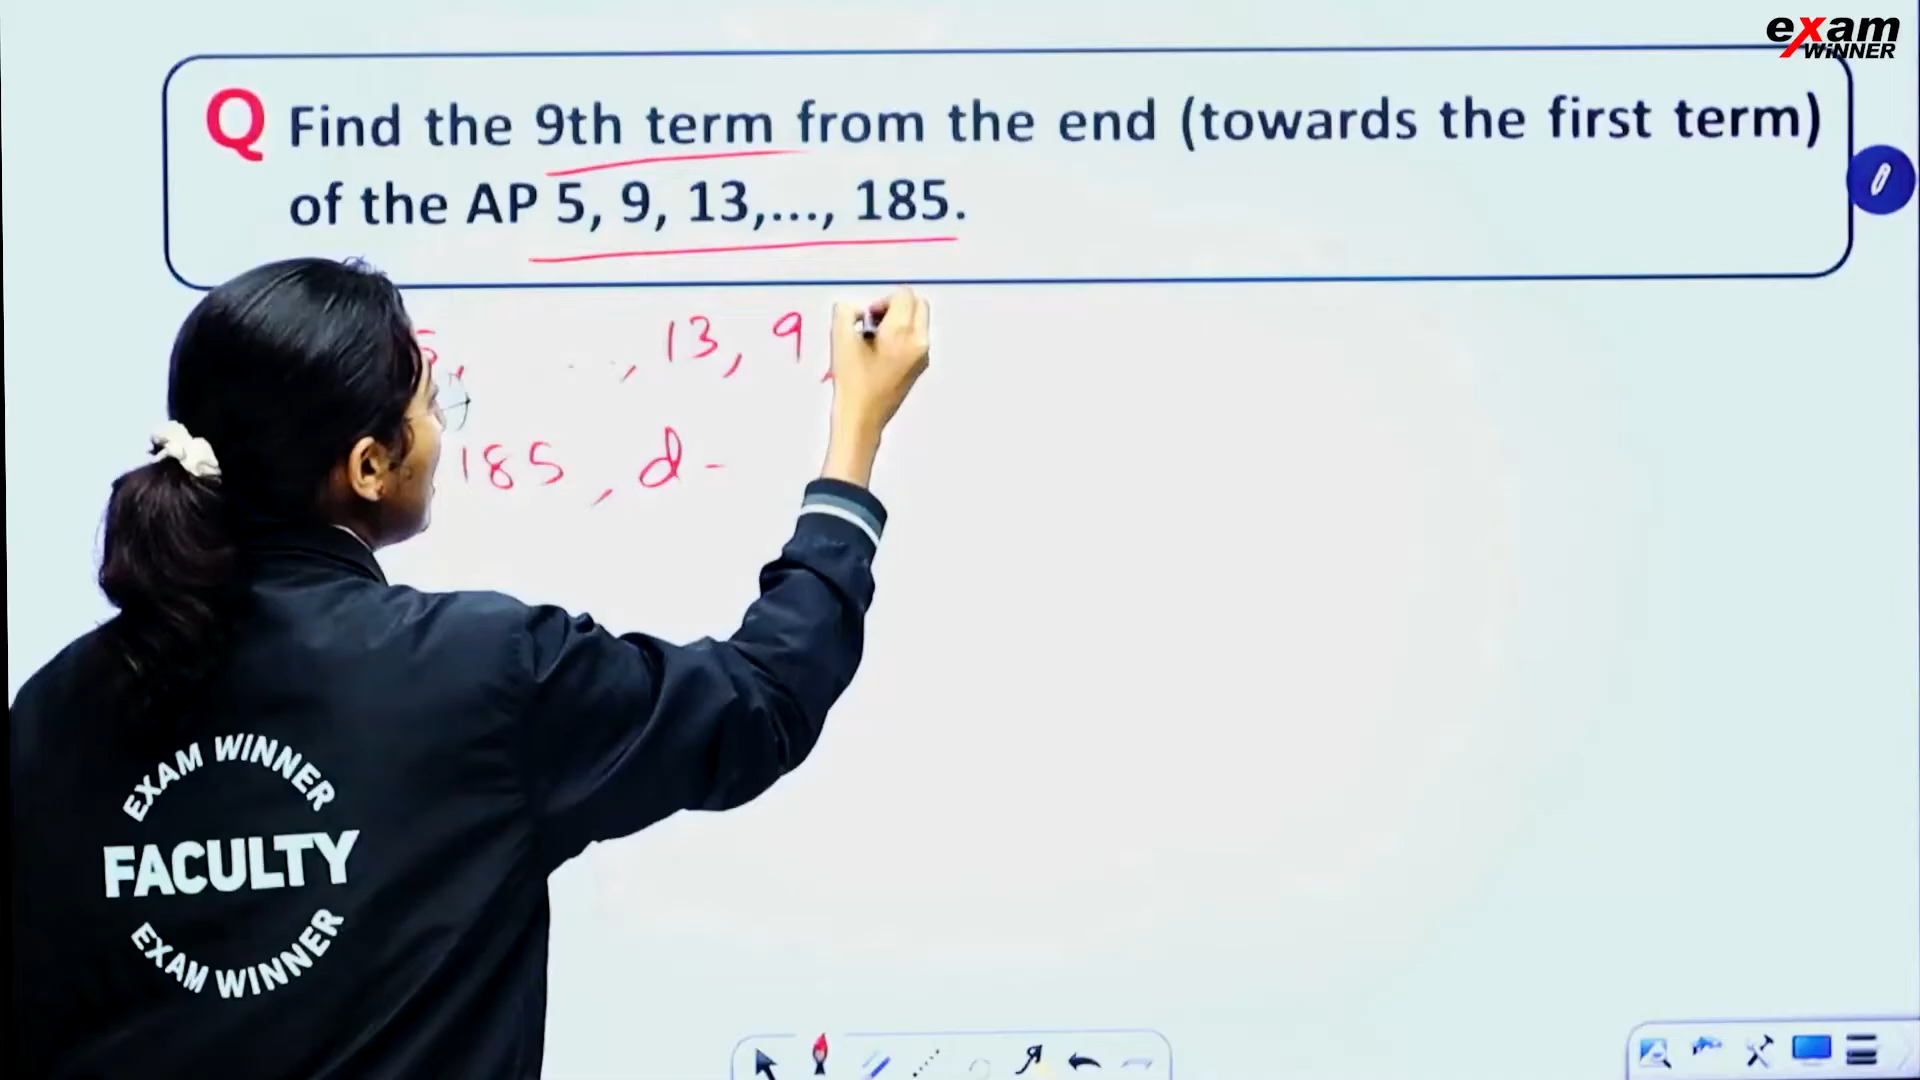 exam
WiNNER
Q Find the 9th term from the end (towards the first term)
of the AP 5, 9, 13,..., 185.
5, ..., 13, 9,
185, d-
EXAM WINNER
FACULTY
EXAM WINNER